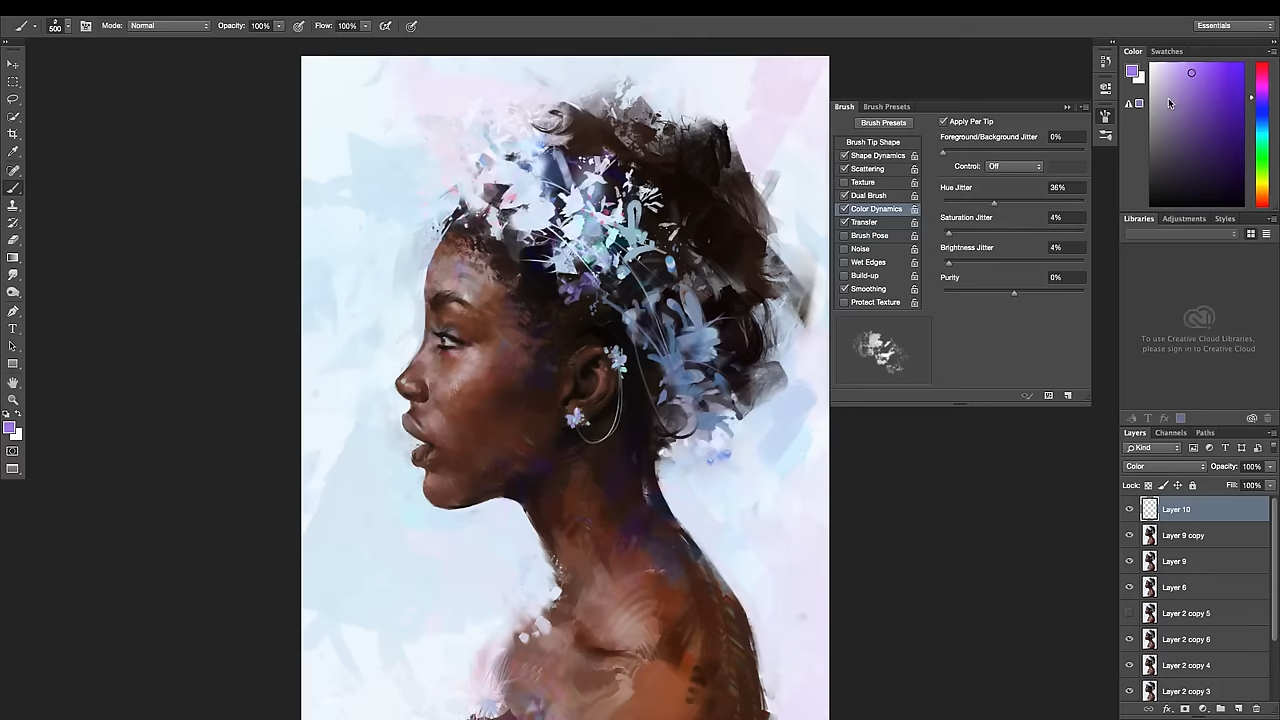 500 Mode: Normal Opacity: 100% Flow: 100% Essentials
Color Swatches
Brush Brush Presets
Brush Presets
Brush Tip Shape
Shape Dynamics
Scattering
Texture
Dual Brush
Color Dynamics
Transfer
Brush Pose
Noise
Wet Edges
Build-up
Smoothing
Protect Texture
Apply Per Tip
Foreground/Background Jitter 0%
Control: Off
Hue Jitter 36%
Saturation Jitter 4%
Brightness Jitter 4%
Purity 0%
Libraries Adjustments Styles
To use Creative Cloud Libraries,
please sign in to Creative Cloud
Layers Channels Paths
Kind
Color Opacity: 100%
Lock: Fill: 100%
Layer 10
Layer 9 copy
Layer 9
Layer 6
Layer 2 copy 5
Layer 2 copy 6
Layer 2 copy 4
Layer 2 copy 3